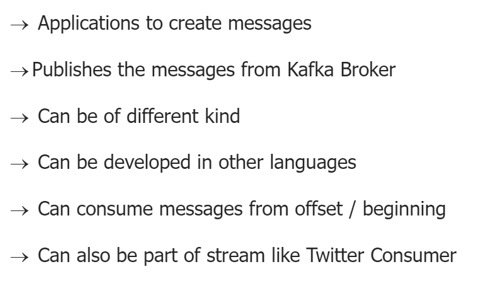 → Applications to create messages
→ Publishes the messages from Kafka Broker
→ Can be of different kind
→ Can be developed in other languages
→ Can consume messages from offset / beginning
→ Can also be part of stream like Twitter Consumer